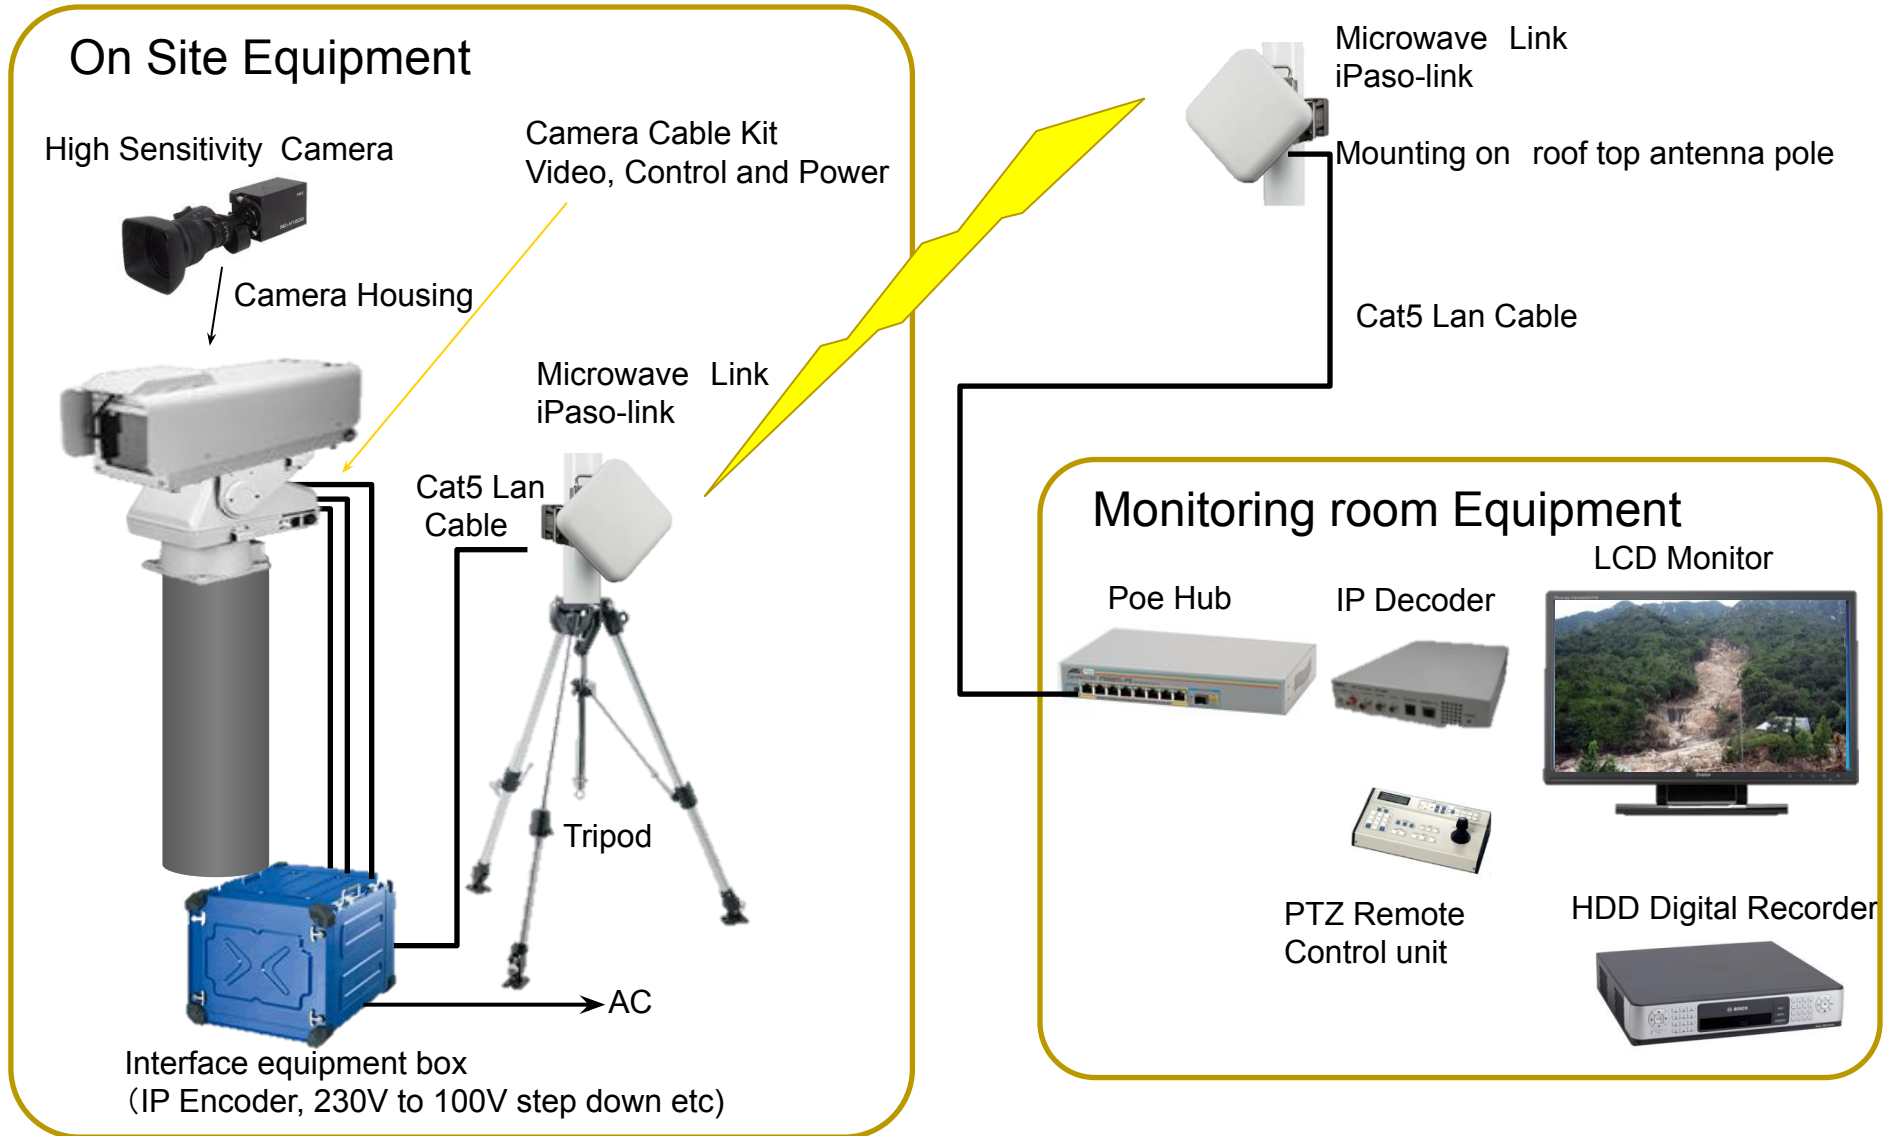 On Site Equipment
High Sensitivity Camera
Camera Cable Kit
Video, Control and Power
Camera Housing
Microwave Link
iPaso-link
Cat5 Lan
Cable
Tripod
AC
Interface equipment box
（IP Encoder, 230V to 100V step down etc)
Microwave Link
iPaso-link
Mounting on roof top antenna pole
Cat5 Lan Cable
Monitoring room Equipment
LCD Monitor
Poe Hub
IP Decoder
PTZ Remote
Control unit
HDD Digital Recorder
BOSCH